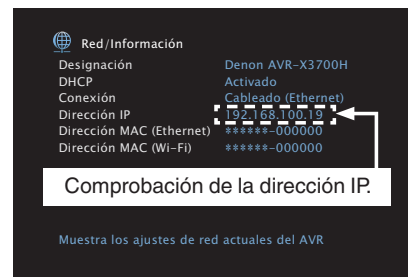 Red/Información
Designación Denon AVR-X3700H
DHCP Activado
Conexión Cableado (Ethernet)
Dirección IP 192.168.100.19
Dirección MAC (Ethernet) ******-000000
Dirección MAC (Wi-Fi) ******-000000
Comprobación de la dirección IP.
Muestra los ajustes de red actuales del AVR